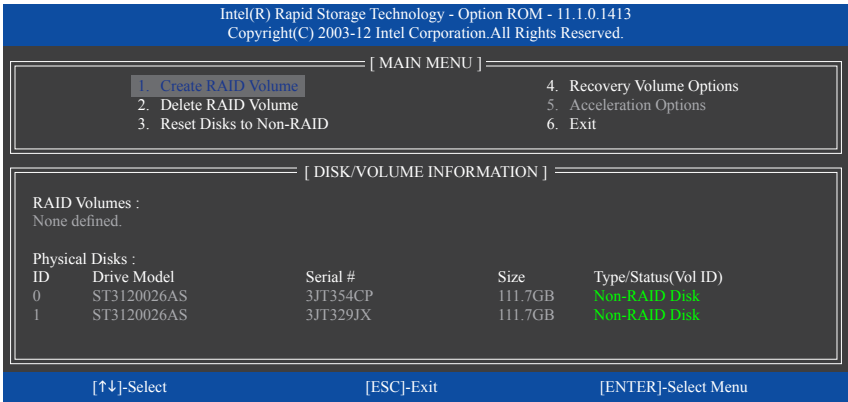 Intel(R) Rapid Storage Technology - Option ROM - 11.1.0.1413
Copyright(C) 2003-12 Intel Corporation.All Rights Reserved.
[ MAIN MENU ]
1. Create RAID Volume 4. Recovery Volume Options
2. Delete RAID Volume 5. Acceleration Options
3. Reset Disks to Non-RAID 6. Exit
[ DISK/VOLUME INFORMATION ]
RAID Volumes :
None defined.
Physical Disks :
ID Drive Model Serial # Size Type/Status(Vol ID)
0 ST3120026AS 3JT354CP 111.7GB Non-RAID Disk
1 ST3120026AS 3JT329JX 111.7GB Non-RAID Disk
[↑↓]-Select [ESC]-Exit [ENTER]-Select Menu